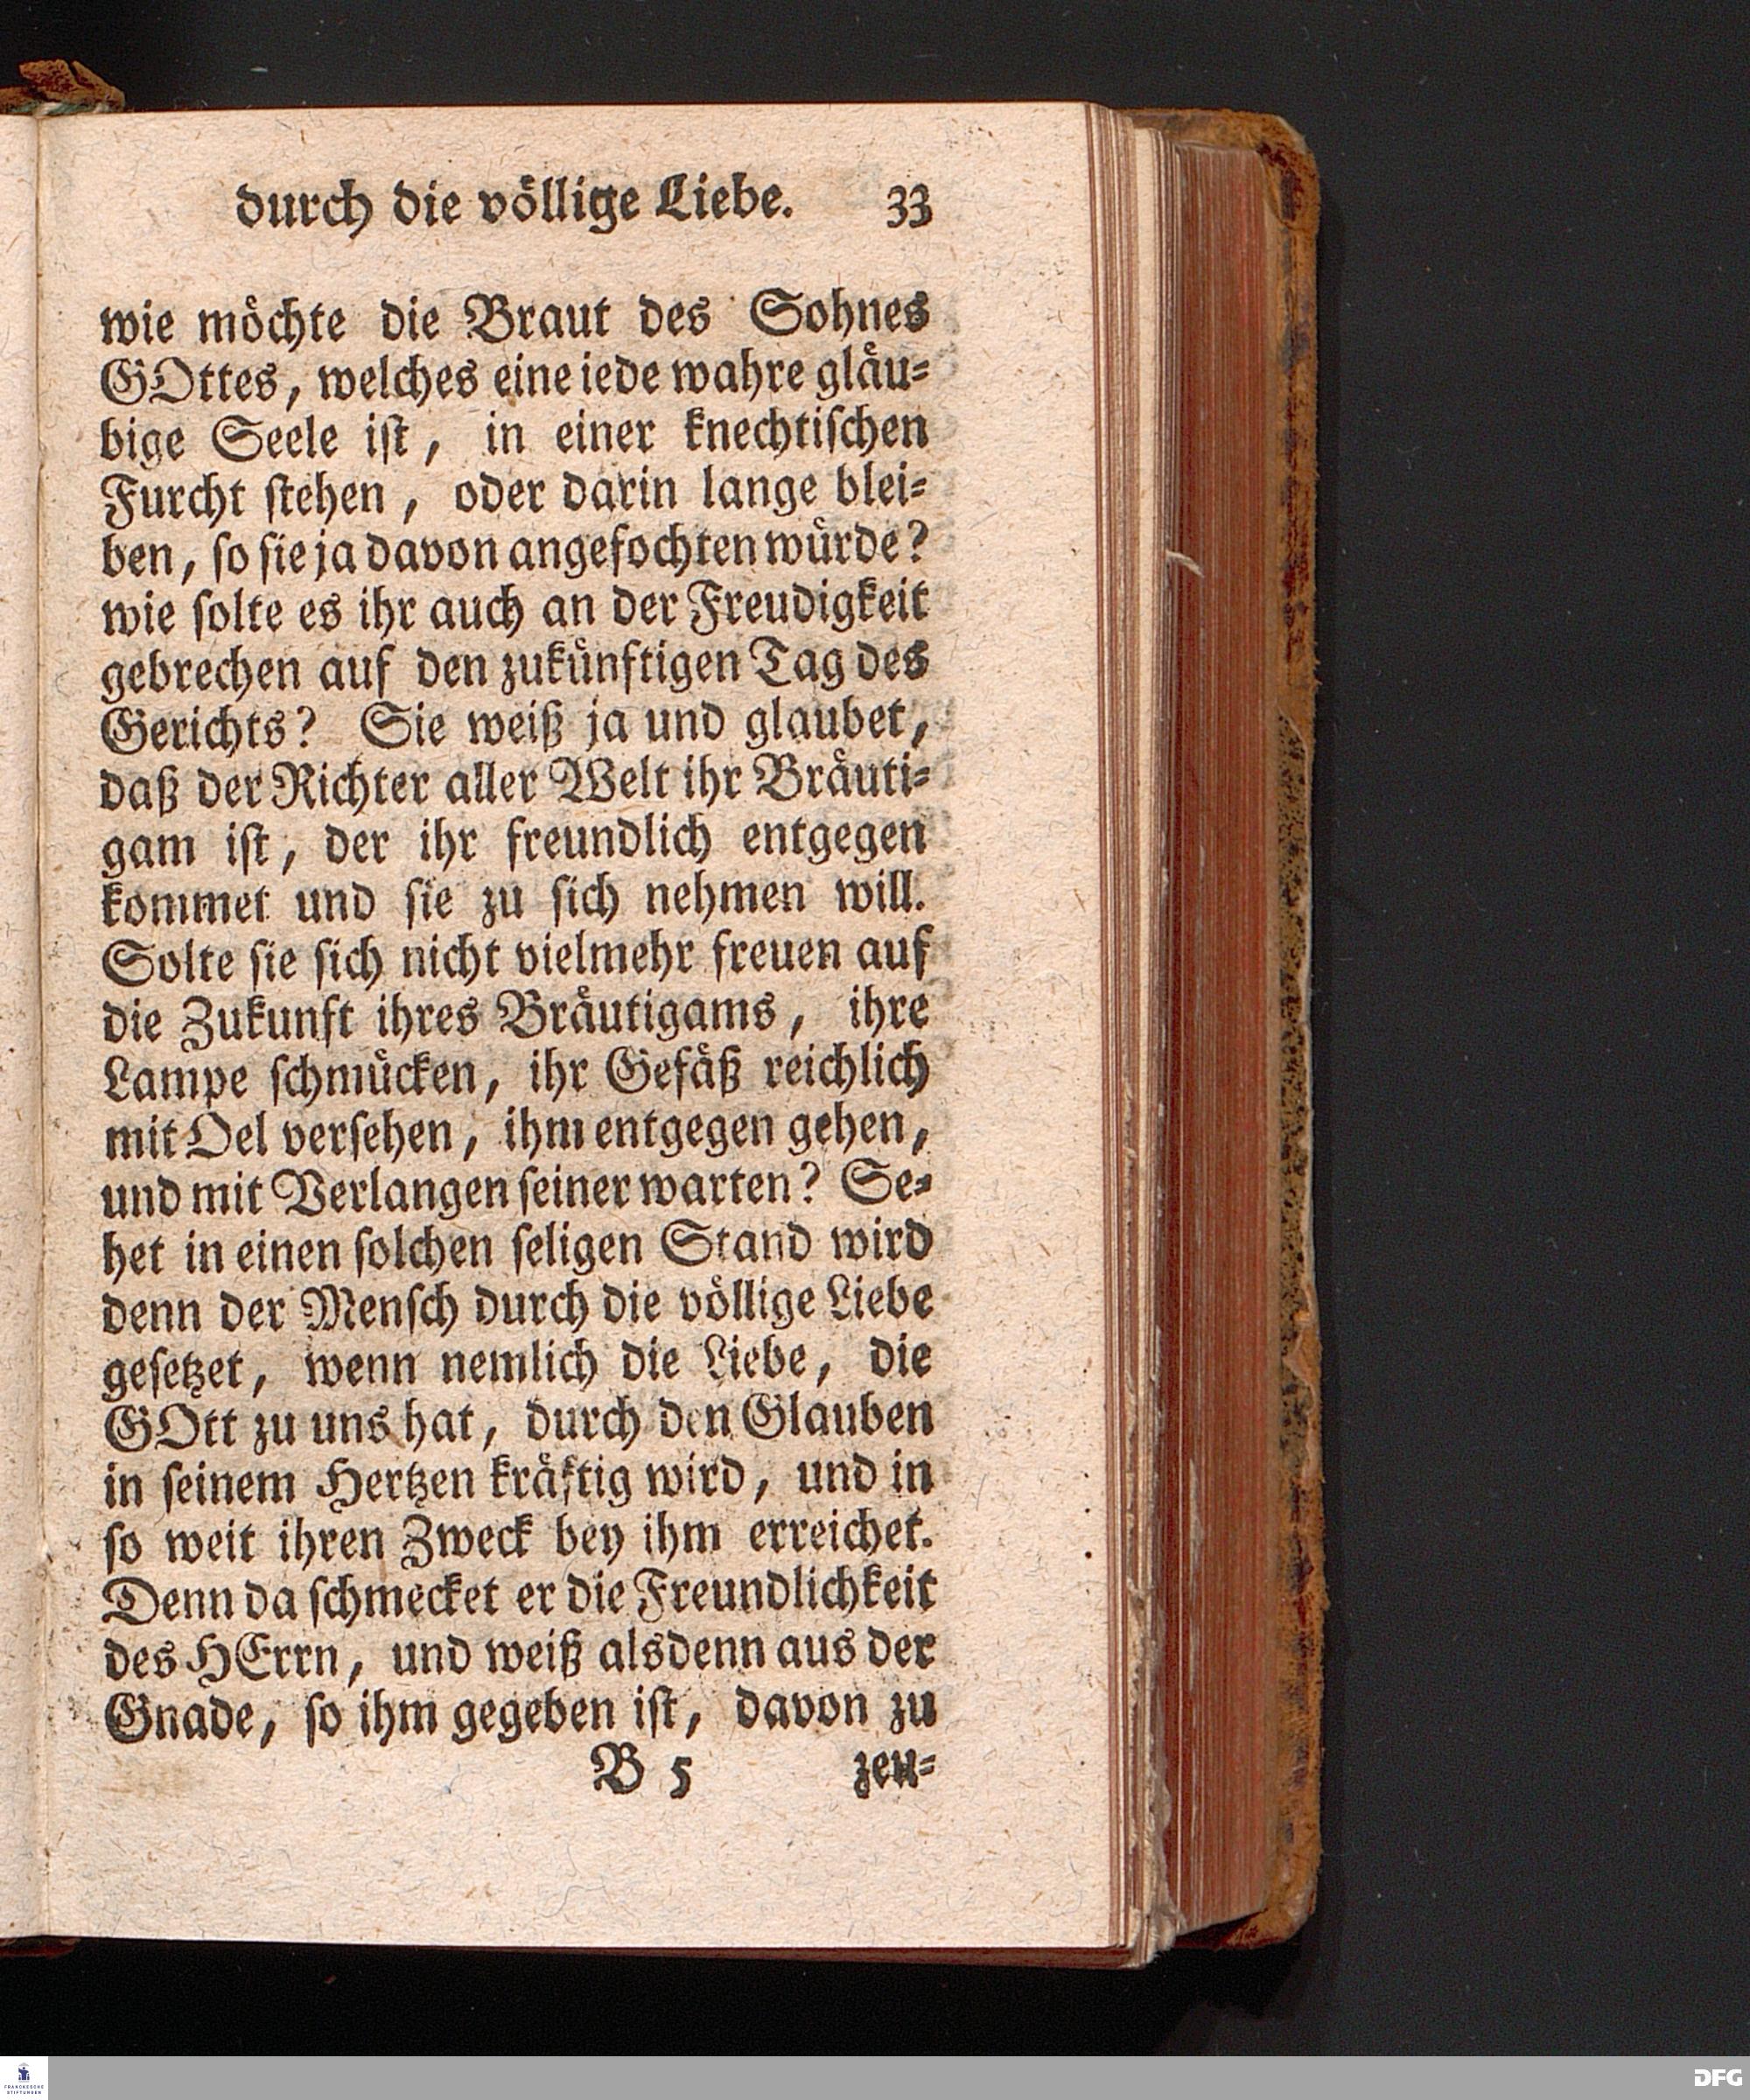 durch die völlige Liebe. 33
wie möchte die Braut des Sohnes
GOttes, welches eine iede wahre gläu-
bige Seele iſt, in einer knechtiſchen
Furcht ſtehen, oder darin lange blei-
ben, ſo ſie ja davon angefochten würde?
wie ſolte es ihr auch an der Freudigkeit
gebrechen auf den zukünftigen Tag des
Gerichts? Sie weiß ja und glaubet,
daß der Richter aller Welt ihr Bräuti-
gam iſt, der ihr freundlich entgegen
kommet und ſie zu ſich nehmen will.
Solte ſie ſich nicht vielmehr freuen auf
die Zukunft ihres Bräutigams, ihre
Lampe ſchmücken, ihr Gefäß reichlich
mit Oel verſehen, ihm entgegen gehen,
und mit Verlangen ſeiner warten? Se-
het in einen ſolchen ſeligen Stand wird
denn der Menſch durch die völlige Liebe
geſetzet, wenn nemlich die Liebe, die
GOtt zu uns hat, durch den Glauben
in ſeinem Hertzen kräftig wird, und in
ſo weit ihren Zweck bey ihm erreichet.
Denn da ſchmecket er die Freundlichkeit
des HErrn, und weiß alsdenn aus der
Gnade, ſo ihm gegeben iſt, davon zu
B 5 zeu-
FRANCKESCHE
STIFTUNGEN
DFG